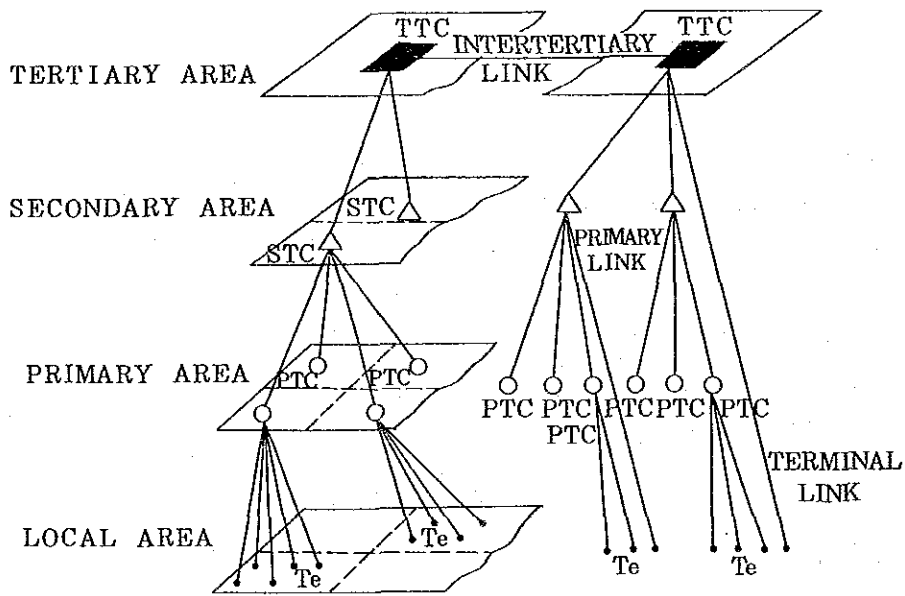 TTC
TTC
INTERTERTIARY
LINK
TERTIARY AREA
SECONDARY AREA
STC
STC
PRIMARY
LINK
PRIMARY AREA
PTC
PTC
PTC
PTC
PTC
PTC
PTC
PTC
TERMINAL
LINK
LOCAL AREA
Te
Te
Te
Te